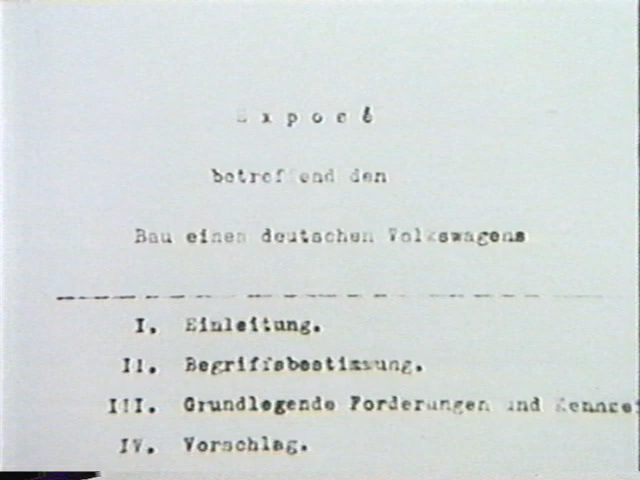 Exposé
betreffend den
Bau eines deutschen Volkswagens
I. Einleitung.
II. Begriffsbestimmung.
III. Grundlegende Forderungen und
IV. Vorschlag.